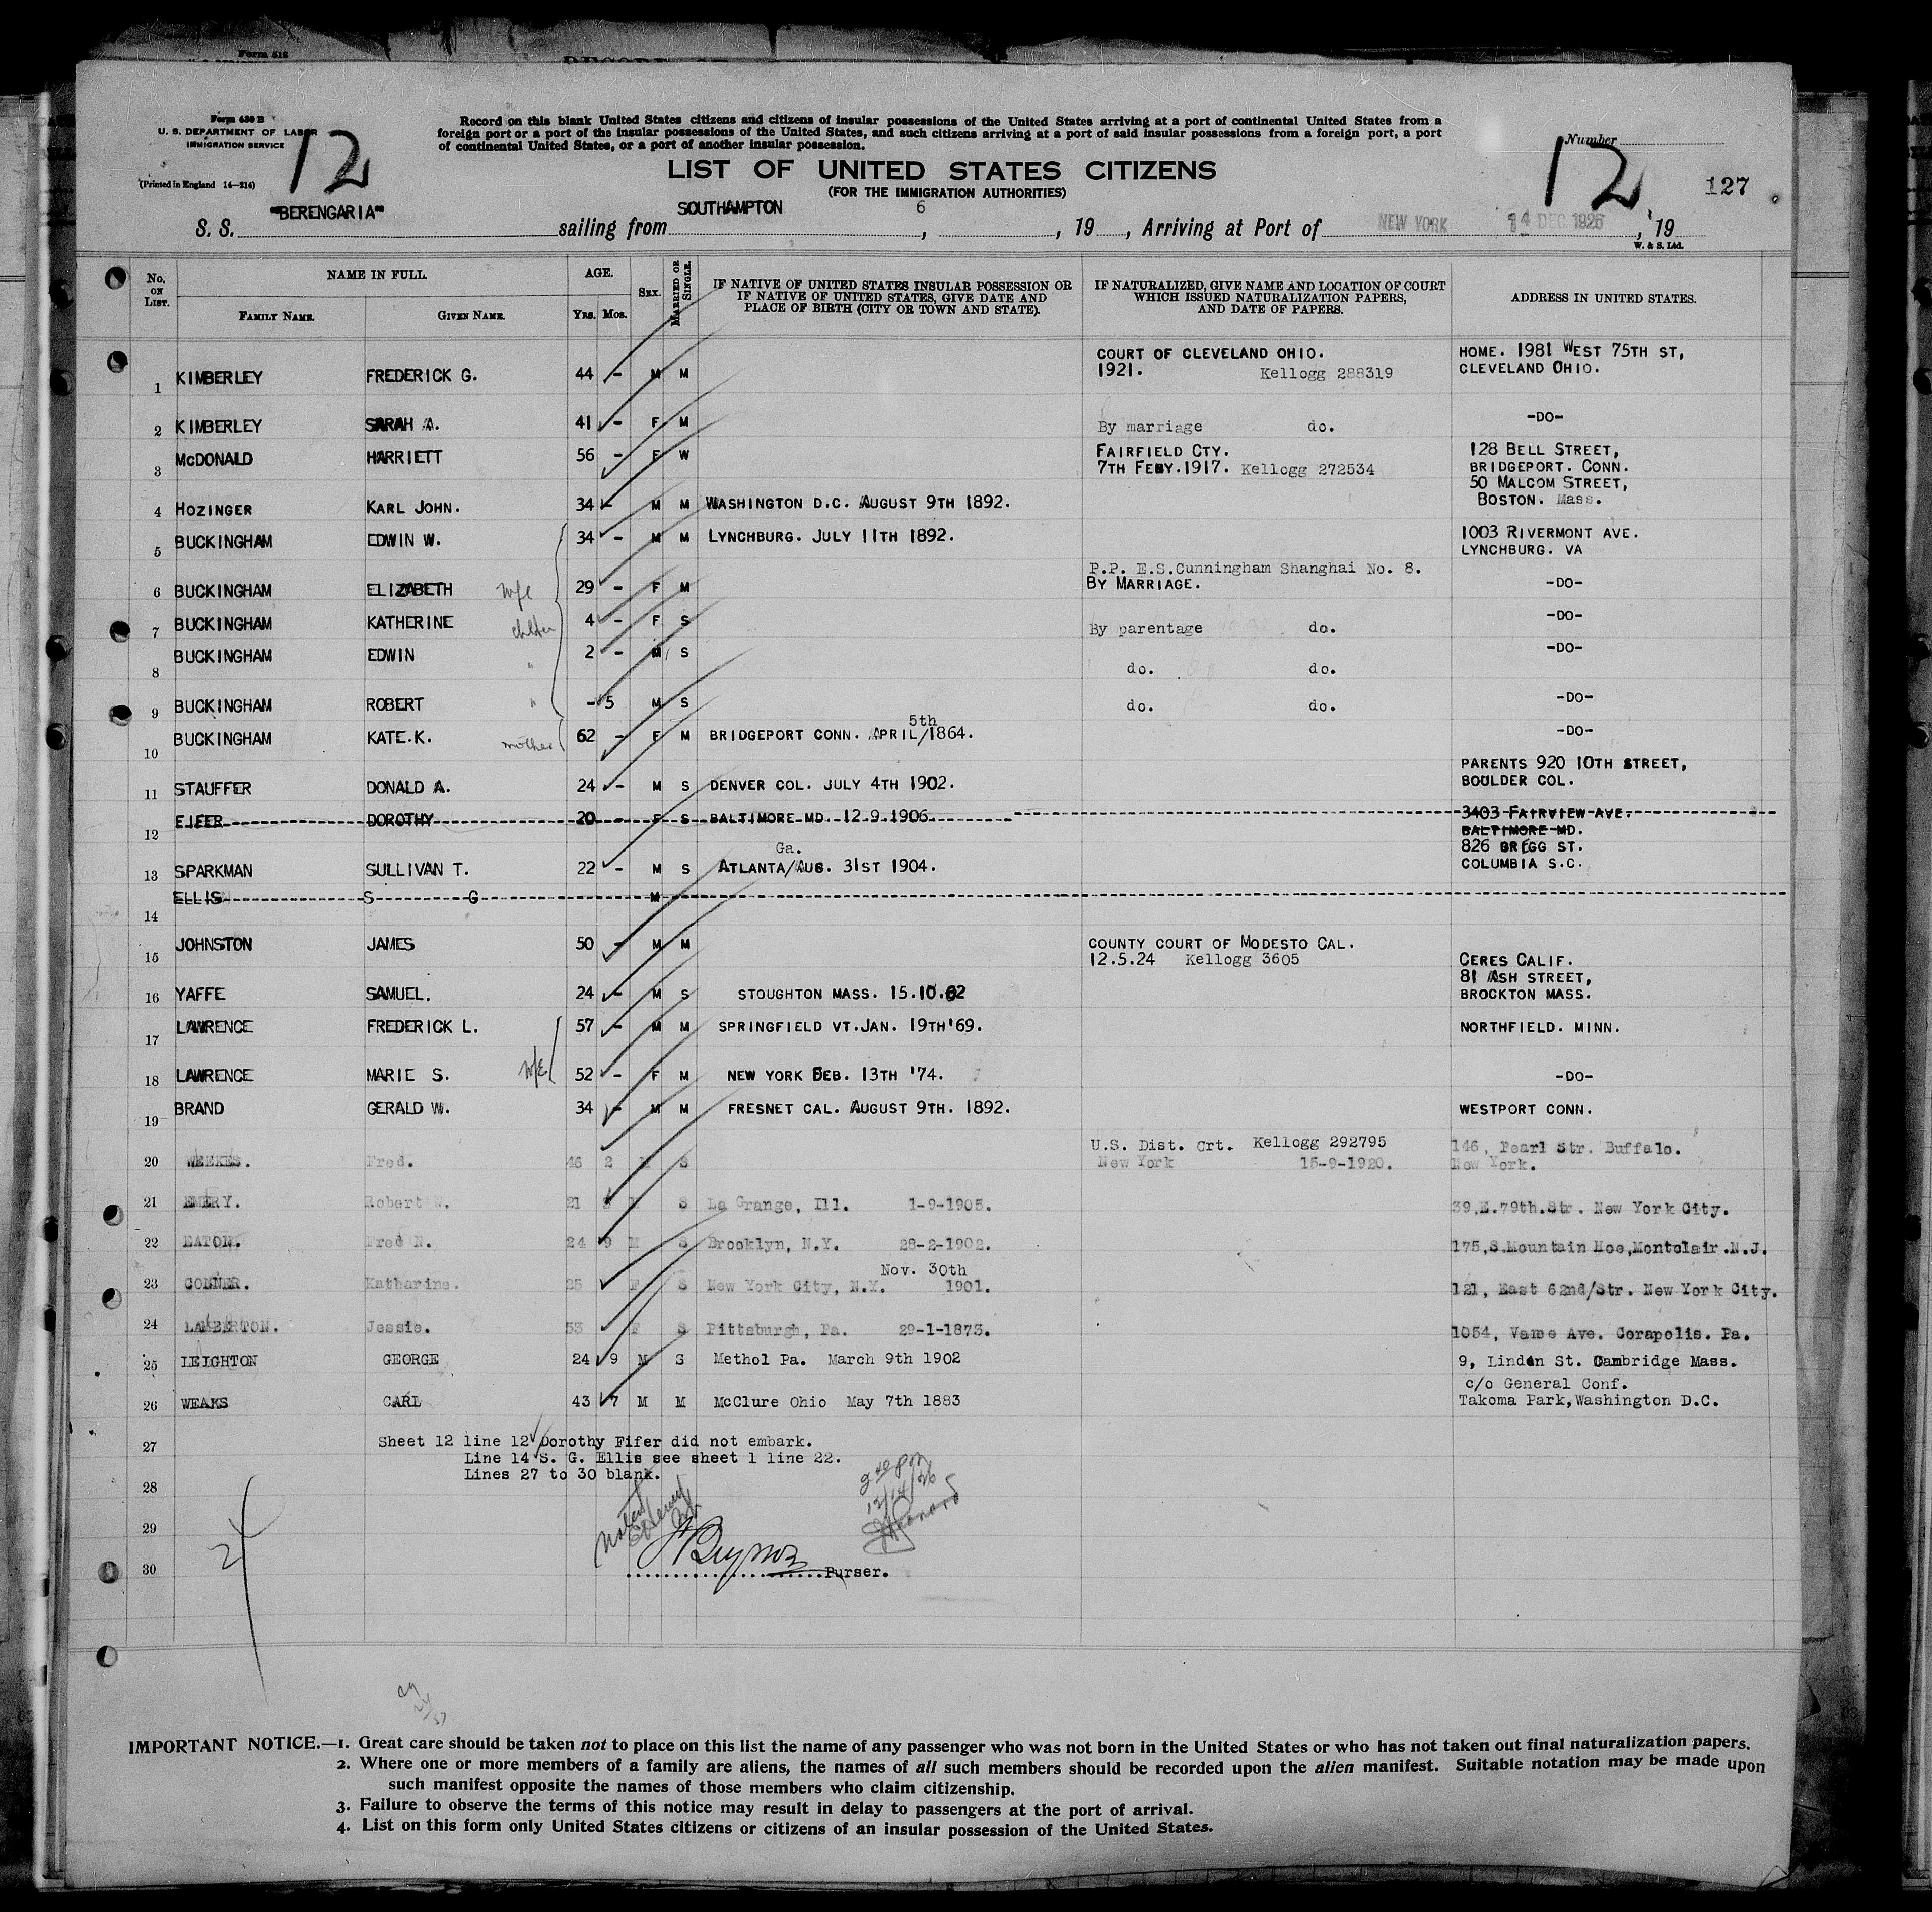 Form 518
Form 630 B
U. S. DEPARTMENT OF LABOR
IMMIGRATION SERVICE
(Printed in England 14—214)
12
Record on this blank United States citizens and citizens of insular possessions of the United States arriving at a port of continental United States from a
foreign port or a port of the insular possessions of the United States, and such citizens arriving at a port of said insular possessions from a foreign port, a port
of continental United States, or a port of another insular possession.
LIST OF UNITED STATES CITIZENS
(FOR THE IMMIGRATION AUTHORITIES)
Number
12
127
S. S. "BERENGARIA" sailing from SOUTHAMPTON 6, , 19 , Arriving at Port of NEW YORK 14 DEC 1926, 19
W. & S. Ltd.
No. on List. NAME IN FULL. AGE. SEX. MARRIED OR SINGLE. IF NATIVE OF UNITED STATES INSULAR POSSESSION OR IF NATIVE OF UNITED STATES, GIVE DATE AND PLACE OF BIRTH (CITY OR TOWN AND STATE). IF NATURALIZED, GIVE NAME AND LOCATION OF COURT WHICH ISSUED NATURALIZATION PAPERS, AND DATE OF PAPERS. ADDRESS IN UNITED STATES.
FAMILY NAME. GIVEN NAME. YRS. MOS.
1 KIMBERLEY FREDERICK G. 44 - M M COURT OF CLEVELAND OHIO. 1921. Kellogg 288319 HOME. 1981 WEST 75TH ST, CLEVELAND OHIO.
2 KIMBERLEY SARAH A. 41 - F M By marriage do. -DO-
3 McDONALD HARRIETT 56 - F W FAIRFIELD CTY. 7TH FEBY.1917. Kellogg 272534 128 BELL STREET, BRIDGEPORT. CONN.
4 HOZINGER KARL JOHN. 34 - M M WASHINGTON D.C. AUGUST 9TH 1892. 50 MALCOM STREET, BOSTON. Mass.
5 BUCKINGHAM EDWIN W. 34 - M M LYNCHBURG. JULY 11TH 1892. 1003 RIVERMONT AVE. LYNCHBURG. VA
6 BUCKINGHAM ELIZABETH wife 29 - F M P.P. E.S.Cunningham Shanghai No. 8. BY MARRIAGE. -DO-
7 BUCKINGHAM KATHERINE children 4 - F S By parentage do. -DO-
8 BUCKINGHAM EDWIN " 2 - M S do. do. -DO-
9 BUCKINGHAM ROBERT " - 5 M S do. do. -DO-
10 BUCKINGHAM KATE.K. mother 62 - F M BRIDGEPORT CONN. APRIL/5th 1864. -DO-
11 STAUFFER DONALD A. 24 - M S DENVER COL. JULY 4TH 1902. PARENTS 920 10TH STREET, BOULDER COL.
12 FIFER DOROTHY 20 - F S BALTIMORE MD. 12.9.1906 3403 FAIRVIEW AVE. BALTIMORE MD.
13 SPARKMAN SULLIVAN T. 22 - M S ATLANTA/Ga. AUG. 31ST 1904. 826 BREGG ST. COLUMBIA S.C.
14 ELLIS S G M
15 JOHNSTON JAMES 50 - M M COUNTY COURT OF MODESTO CAL. 12.5.24 Kellogg 3605 CERES CALIF.
16 YAFFE SAMUEL. 24 - M S STOUGHTON MASS. 15.10.02 81 ASH STREET, BROCKTON MASS.
17 LAWRENCE FREDERICK L. 57 - M M SPRINGFIELD VT.JAN. 19TH'69. NORTHFIELD. MINN.
18 LAWRENCE MARIE S. wife 52 - F M NEW YORK FEB. 13TH '74. -DO-
19 BRAND GERALD W. 34 - M M FRESNET CAL. AUGUST 9TH. 1892. WESTPORT CONN.
20 WEEKES. Fred. 46 2 M S U.S. Dist. Crt. Kellogg 292795 New York 15-9-1920. 146, Pearl Str. Buffalo. New York.
21 EMERY. Robert W. 21 3 M S La Grange, Ill. 1-9-1905. 39,E.79th.Str. New York City.
22 EATON. Fred N. 24 9 M S Brooklyn, N.Y. 28-2-1902. 175,S.Mountain Hoe,Montclair.N.J.
23 CONNER. Katharine. 25 F S New York City, N.Y. Nov. 30th 1901. 121, East 62nd/Str. New York City.
24 LAMBERTON. Jessie. 53 F S Pittsburgh, Pa. 29-1-1873. 1054, Vance Ave. Corapolis. Pa.
25 LEIGHTON GEORGE 24 9 M S Methol Pa. March 9th 1902 9, Linden St. Cambridge Mass.
26 WEAKS CARL 43 7 M M McClure Ohio May 7th 1883 c/o General Conf. Takoma Park,Washington D.C.
27 Sheet 12 line 12 Dorothy Fifer did not embark.
Line 14 S. G. Ellis see sheet 1 line 22.
Lines 27 to 30 blank.
28
29
30
24
Noted
12/14/26
Purser.
IMPORTANT NOTICE.—1. Great care should be taken not to place on this list the name of any passenger who was not born in the United States or who has not taken out final naturalization papers.
2. Where one or more members of a family are aliens, the names of all such members should be recorded upon the alien manifest. Suitable notation may be made upon
such manifest opposite the names of those members who claim citizenship.
3. Failure to observe the terms of this notice may result in delay to passengers at the port of arrival.
4. List on this form only United States citizens or citizens of an insular possession of the United States.